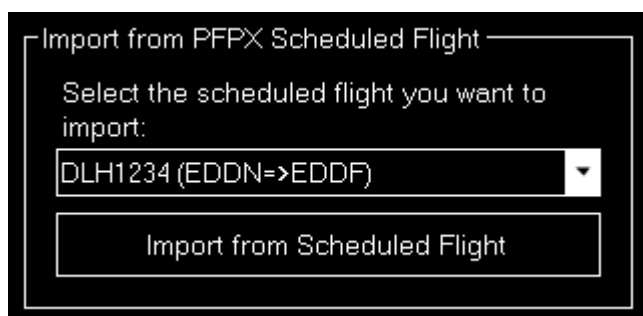 Import from PFPX Scheduled Flight
Select the scheduled flight you want to
import:
DLH1234 (EDDN=>EDDF)
Import from Scheduled Flight